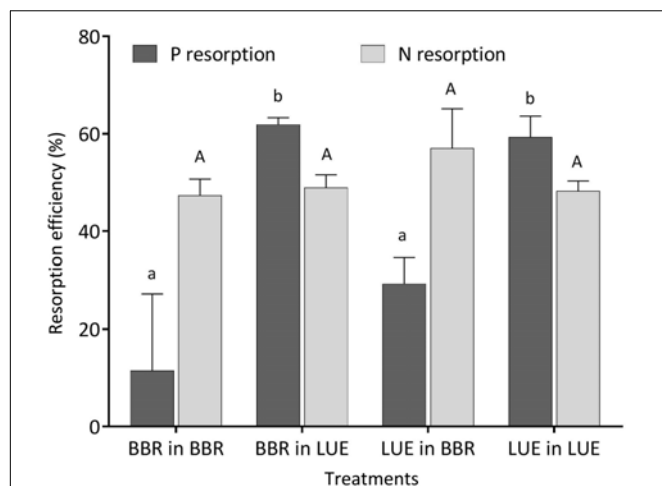 80
60
40
20
0
Resorption efficiency (%)
P resorption
N resorption
a
A
b
A
a
A
b
A
BBR in BBR
BBR in LUE
LUE in BBR
LUE in LUE
Treatments